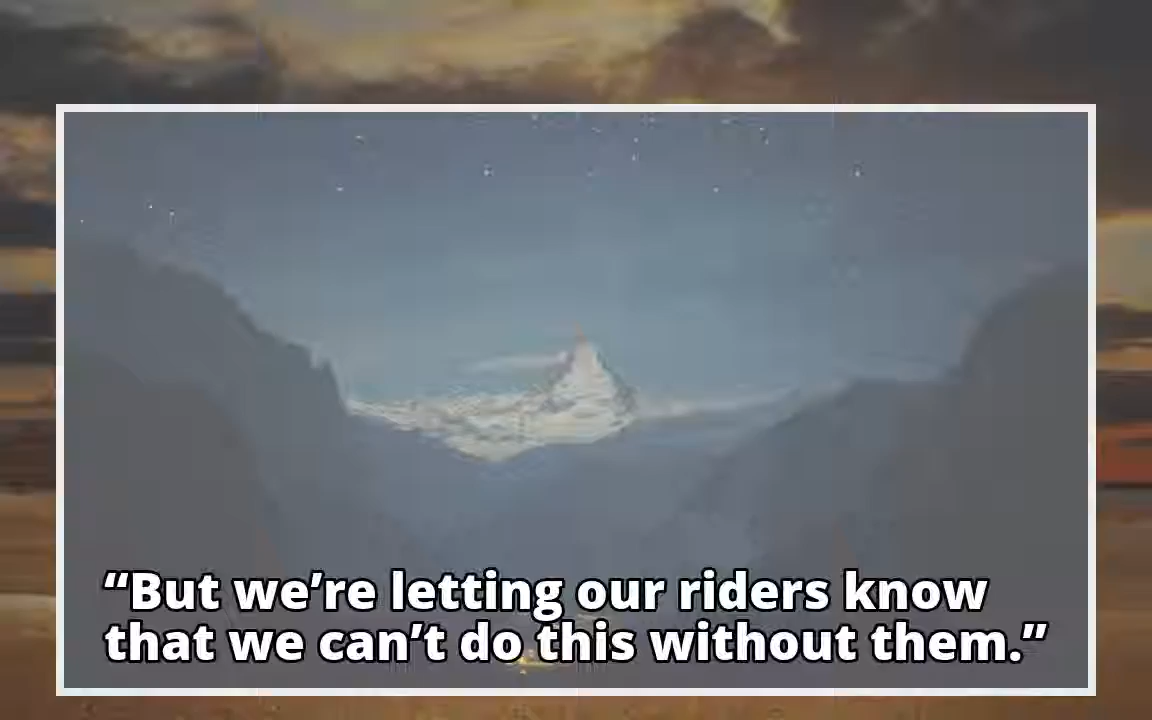 “But we’re letting our riders know
that we can’t do this without them.”